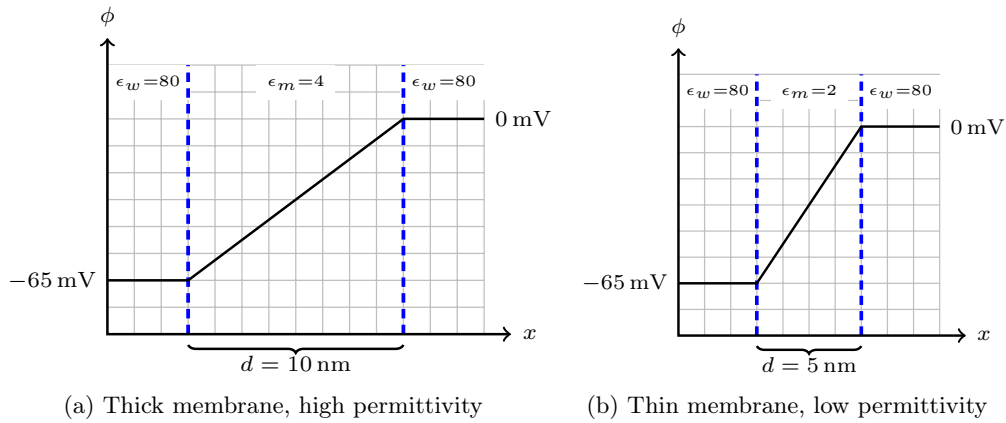 ϕ
ϵw=80
ϵm=4
ϵw=80
0 mV
−65 mV
x
d = 10 nm
(a) Thick membrane, high permittivity
ϕ
ϵw=80
ϵm=2
ϵw=80
0 mV
−65 mV
x
d = 5 nm
(b) Thin membrane, low permittivity